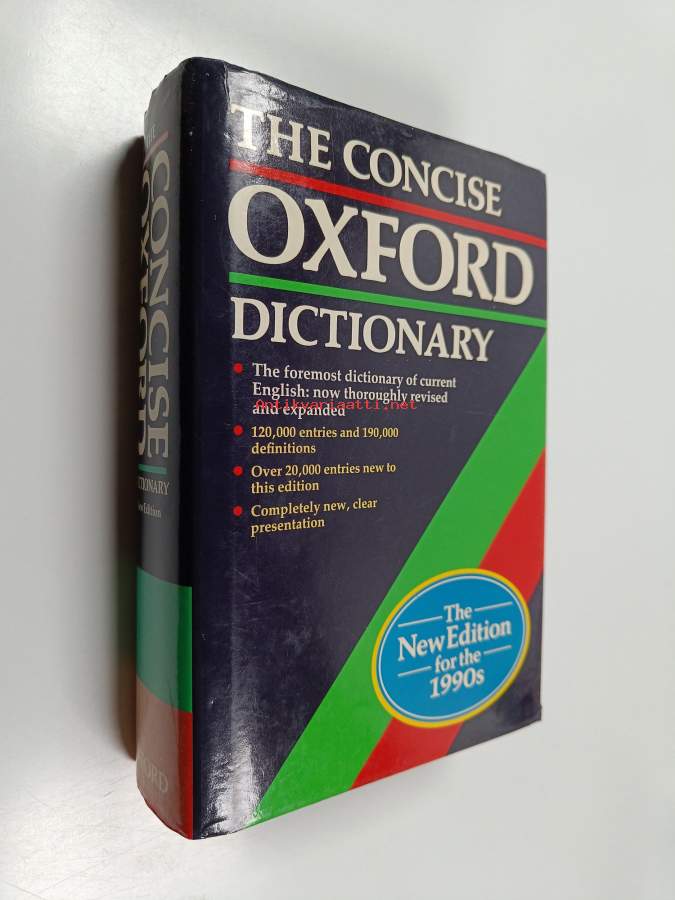 THE CONCISE
OXFORD
DICTIONARY
The foremost dictionary of current
English: now thoroughly revised
and expanded
120,000 entries and 190,000
definitions
Over 20,000 entries new to
this edition
Completely new, clear
presentation
The
New Edition
for the
1990s
CONCISE
OXFORD
Antikvariaatti.net